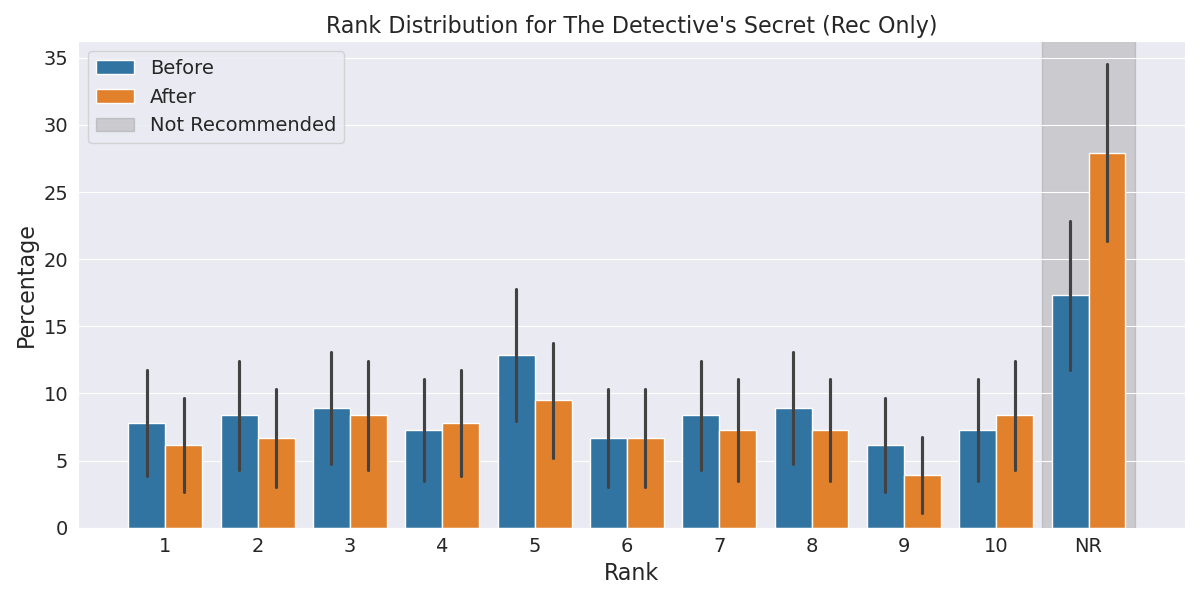 Rank Distribution for The Detective's Secret (Rec Only)
Before
After
Not Recommended
Percentage
35
30
25
20
15
10
5
0
1 2 3 4 5 6 7 8 9 10 NR
Rank